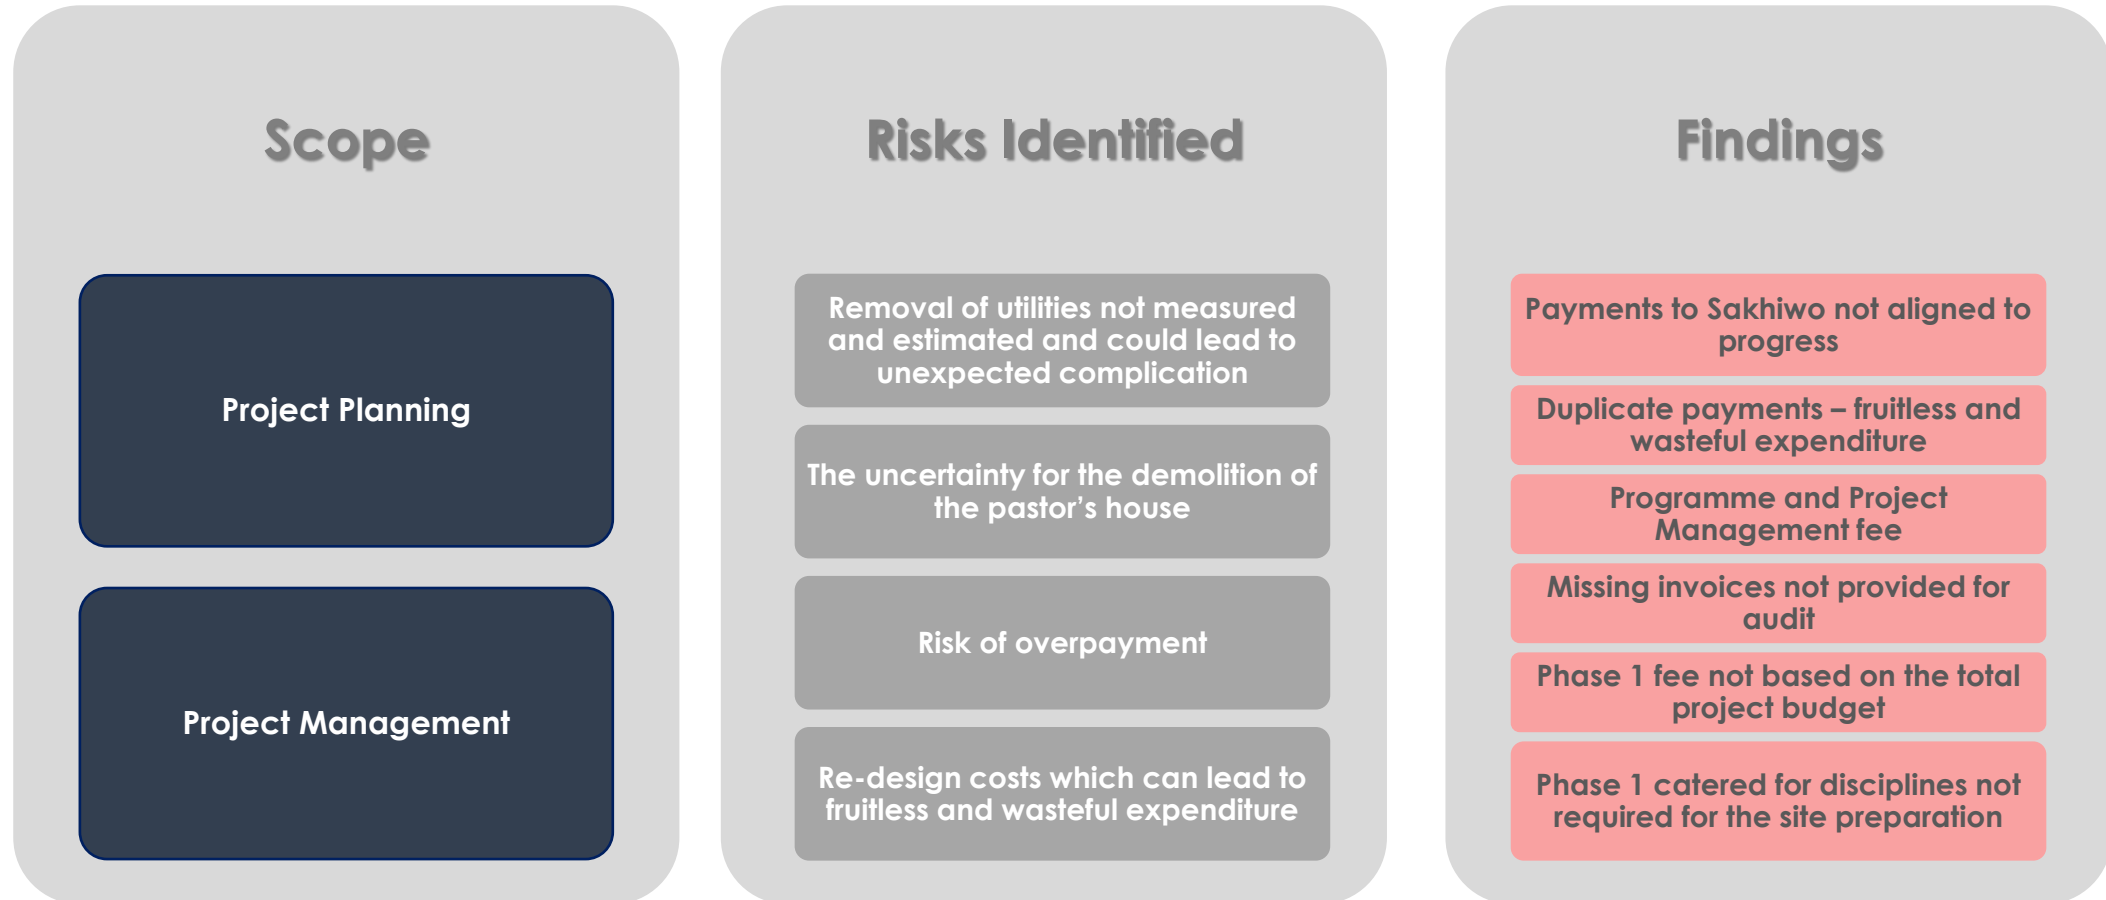 Scope
Project Planning
Project Management
Risks Identified
Removal of utilities not measured
and estimated and could lead to
unexpected complication
The uncertainty for the demolition of
the pastor’s house
Risk of overpayment
Re-design costs which can lead to
fruitless and wasteful expenditure
Findings
Payments to Sakhiwo not aligned to
progress
Duplicate payments – fruitless and
wasteful expenditure
Programme and Project
Management fee
Missing invoices not provided for
audit
Phase 1 fee not based on the total
project budget
Phase 1 catered for disciplines not
required for the site preparation